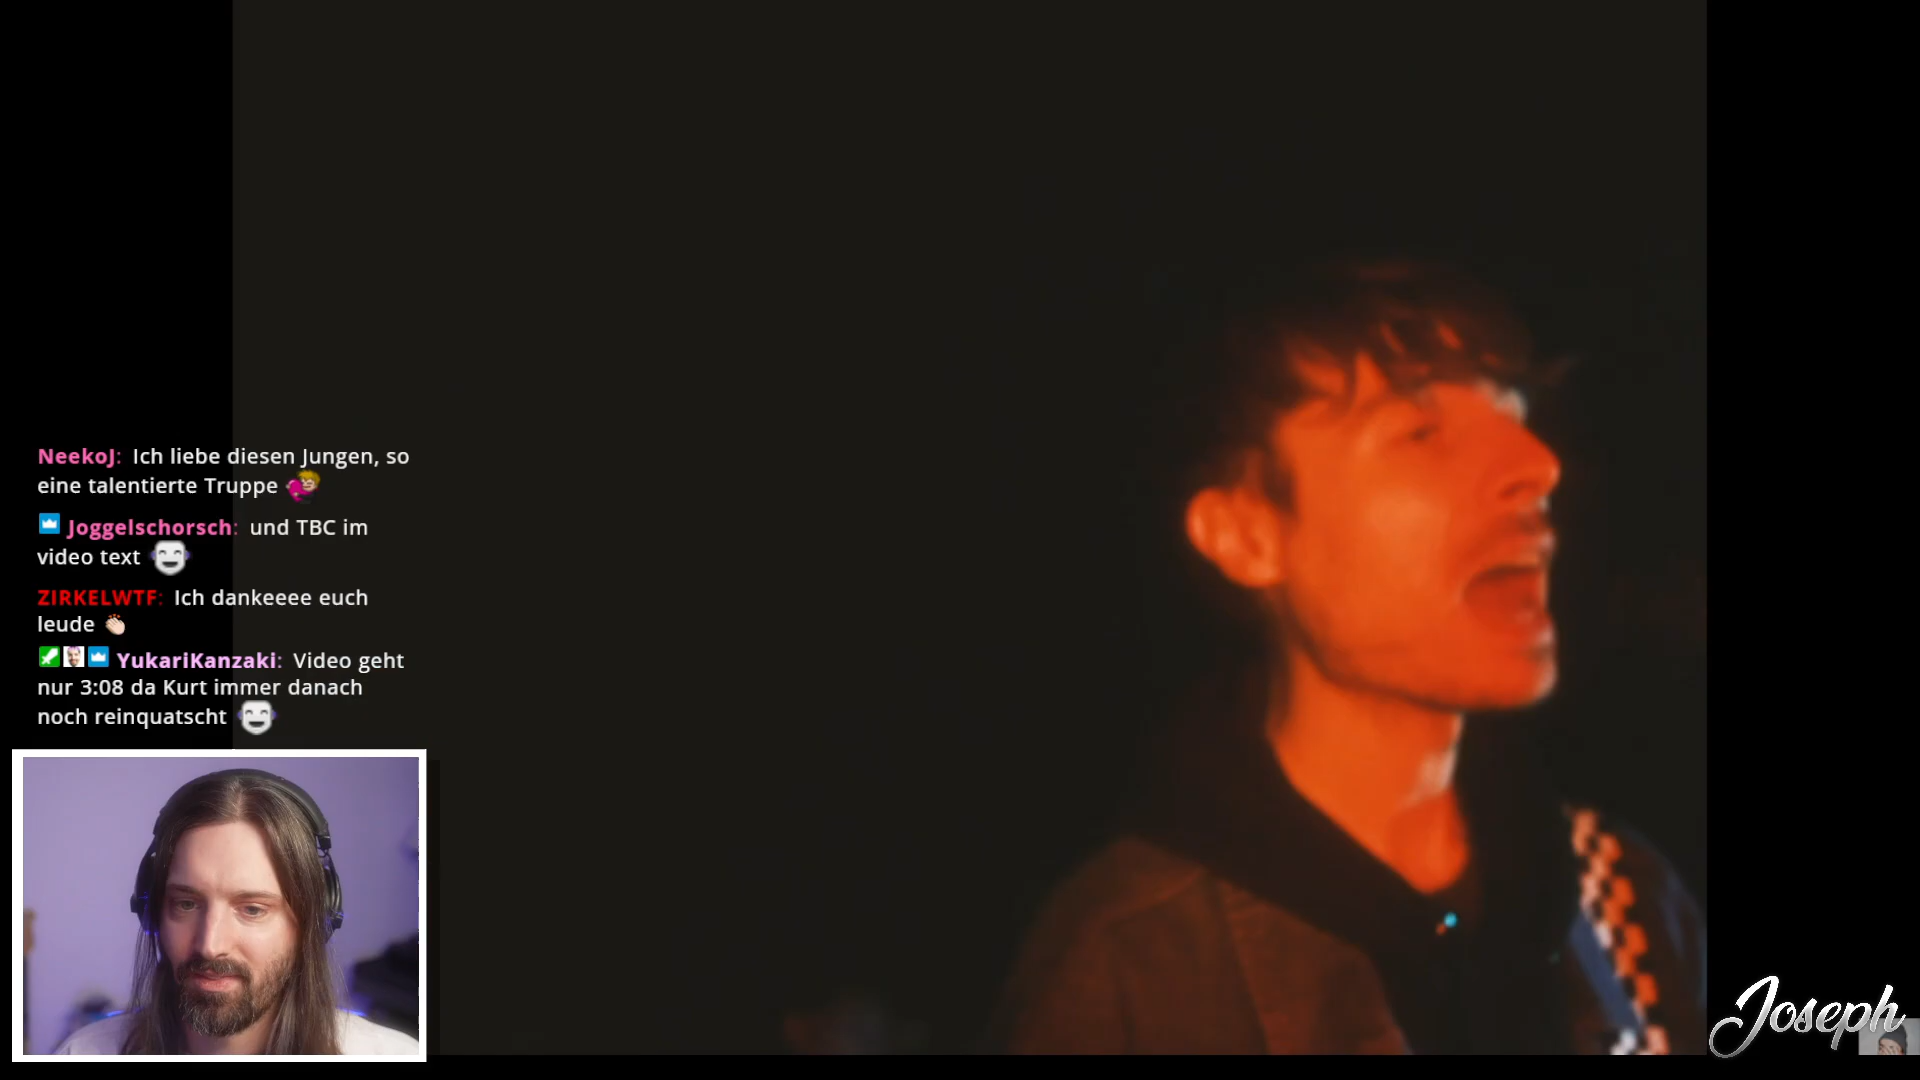 NeekoJ: Ich liebe diesen Jungen, so
eine talentierte Truppe
Joggelschorsch: und TBC im
video text
ZIRKELWTF: Ich dankeeee euch
leude
YukariKanzaki: Video geht
nur 3:08 da Kurt immer danach
noch reinquatscht
Joseph